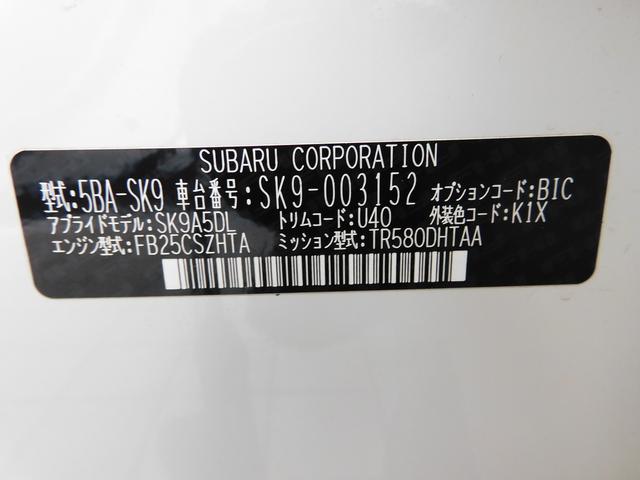 SUBARU CORPORATION
型式:5BA-SK9 車台番号:SK9-003152 オプションコード:BIC
アプライドモデル:SK9A5DL トリムコード:U40 外装色コード:K1X
エンジン型式:FB25CSZHTA ミッション型式:TR580DHTAA